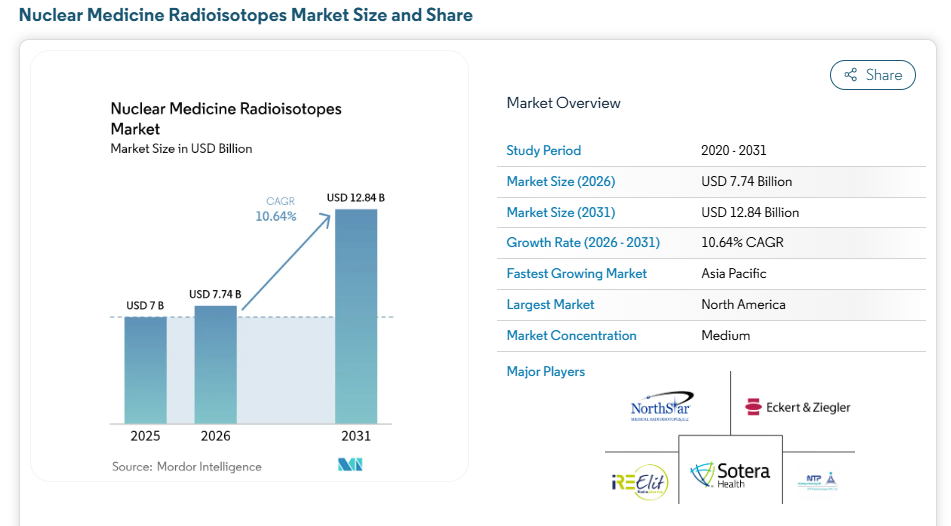 Nuclear Medicine Radioisotopes Market Size and Share
Share
Nuclear Medicine Radioisotopes
Market
Market Size in USD Billion
CAGR
10.64%
USD 12.84 B
USD 7.74 B
USD 7 B
2025
2026
2031
Source: Mordor Intelligence
Market Overview
Study Period 2020 - 2031
Market Size (2026) USD 7.74 Billion
Market Size (2031) USD 12.84 Billion
Growth Rate (2026 - 2031) 10.64% CAGR
Fastest Growing Market Asia Pacific
Largest Market North America
Market Concentration Medium
Major Players
NorthStar
Eckert & Ziegler
iRE Elit
Sotera
Health
NTP